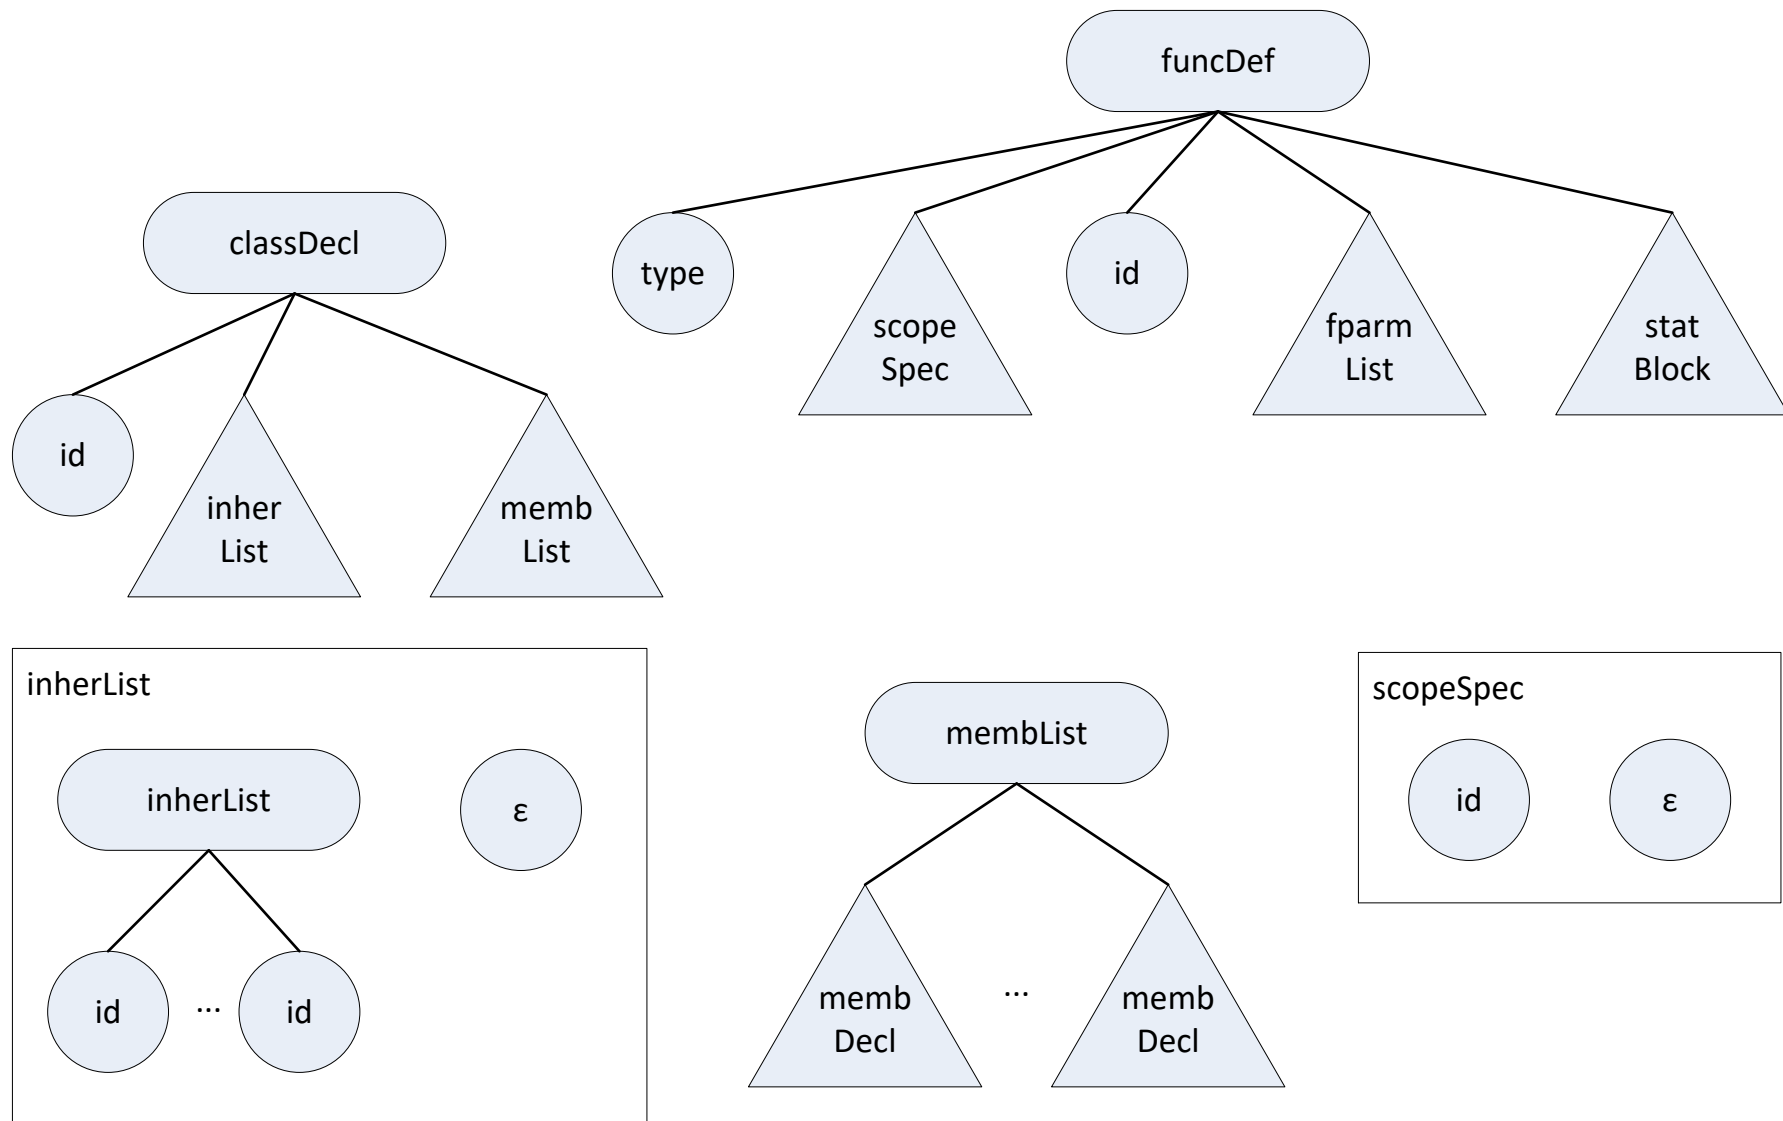 funcDef
classDecl
type
scope
Spec
id
fparm
List
stat
Block
id
inher
List
memb
List
inherList
inherList
ε
id
...
id
membList
memb
Decl
...
memb
Decl
scopeSpec
id
ε